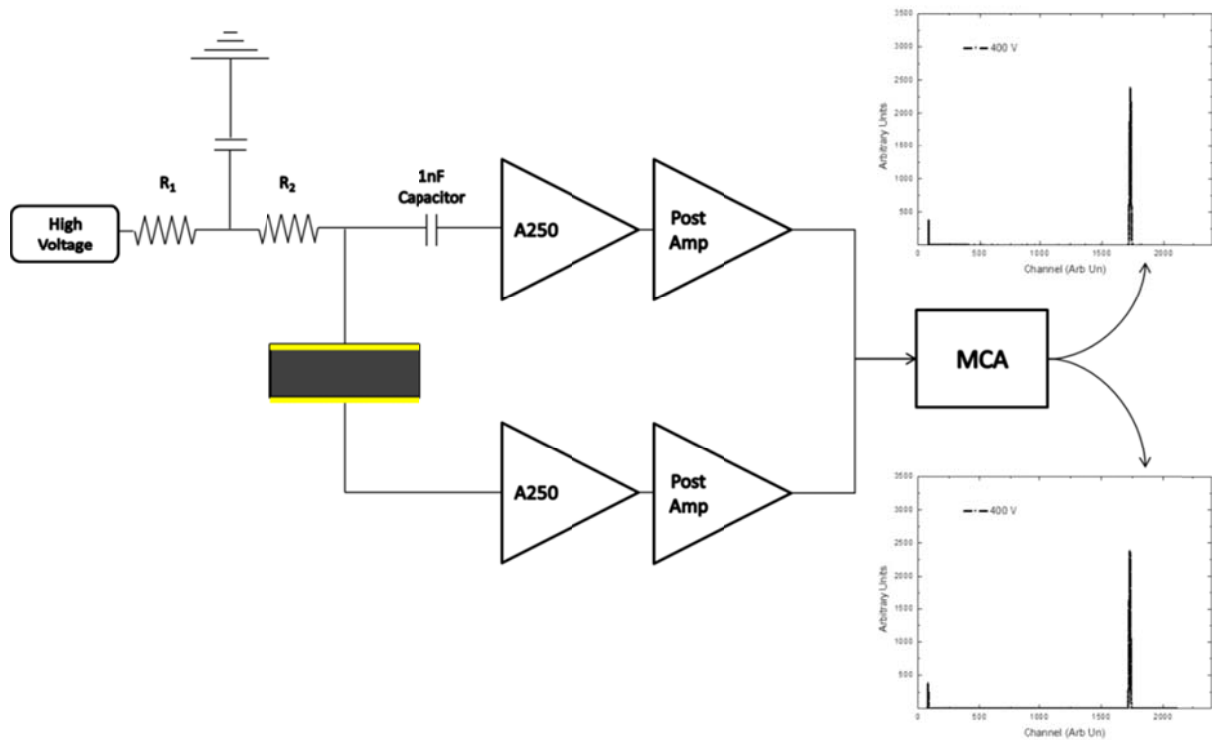 High
Voltage
R₁
R₂
1nF
Capacitor
A250
Post
Amp
A250
Post
Amp
MCA
3500
3000
2500
2000
1500
1000
500
Arbitrary Units
400 V
0
500
1000
1500
2000
Channel (Arb Un)
3500
3000
2500
2000
1500
1000
500
Arbitrary Units
400 V
0
500
1000
1500
2000
Channel (Arb Un)